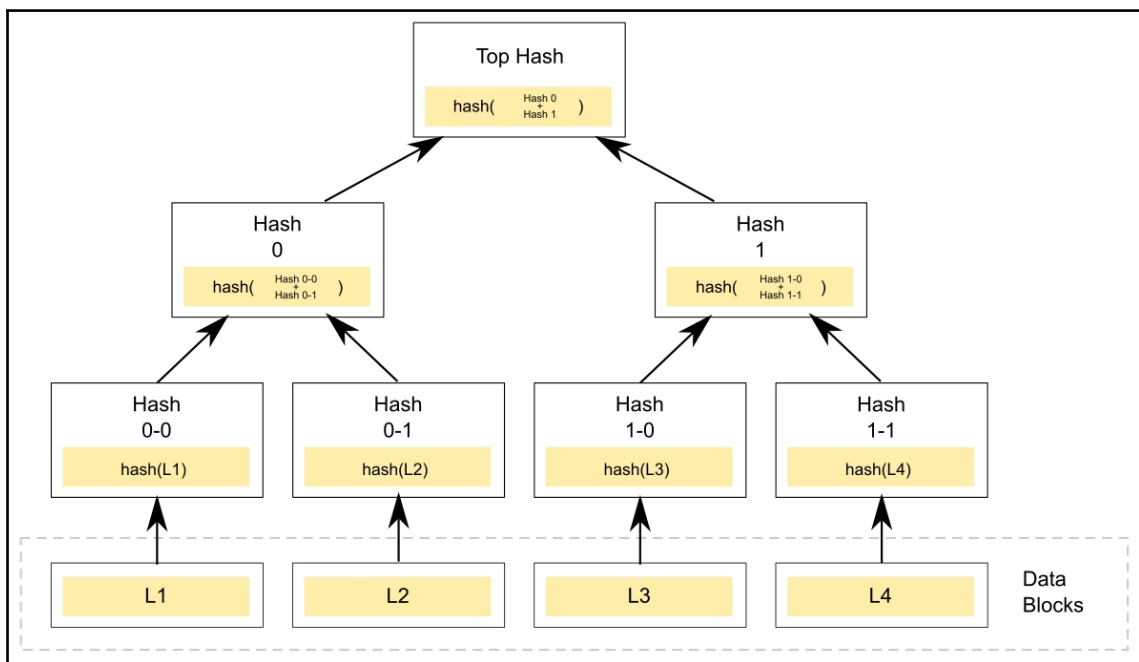 Top Hash
hash( Hash 0 + Hash 1 )
Hash
0
hash( Hash 0-0 + Hash 0-1 )
Hash
1
hash( Hash 1-0 + Hash 1-1 )
Hash
0-0
hash(L1)
Hash
0-1
hash(L2)
Hash
1-0
hash(L3)
Hash
1-1
hash(L4)
L1
L2
L3
L4
Data
Blocks